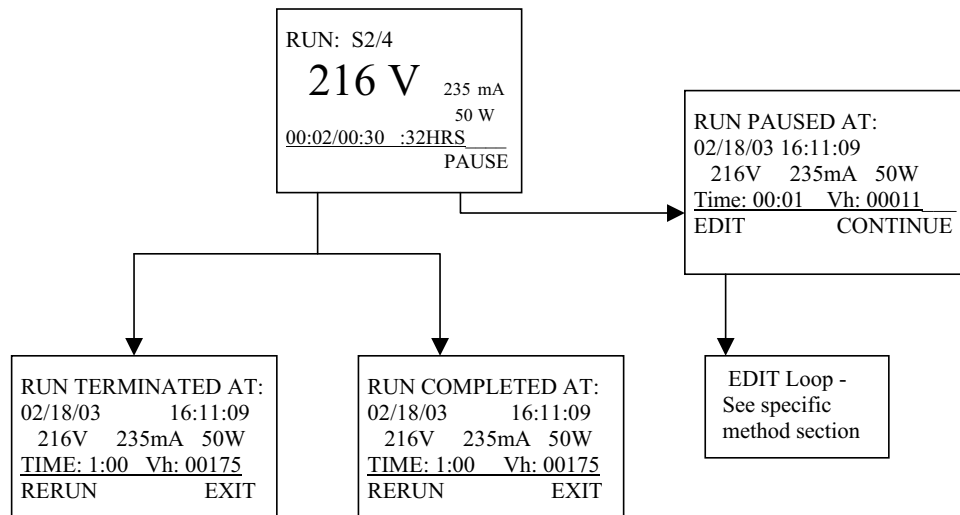 RUN: S2/4
216 V 235 mA
50 W
00:02/00:30 :32HRS
PAUSE
RUN PAUSED AT:
02/18/03 16:11:09
216V 235mA 50W
Time: 00:01 Vh: 00011
EDIT CONTINUE
RUN TERMINATED AT:
02/18/03 16:11:09
216V 235mA 50W
TIME: 1:00 Vh: 00175
RERUN EXIT
RUN COMPLETED AT:
02/18/03 16:11:09
216V 235mA 50W
TIME: 1:00 Vh: 00175
RERUN EXIT
EDIT Loop -
See specific
method section